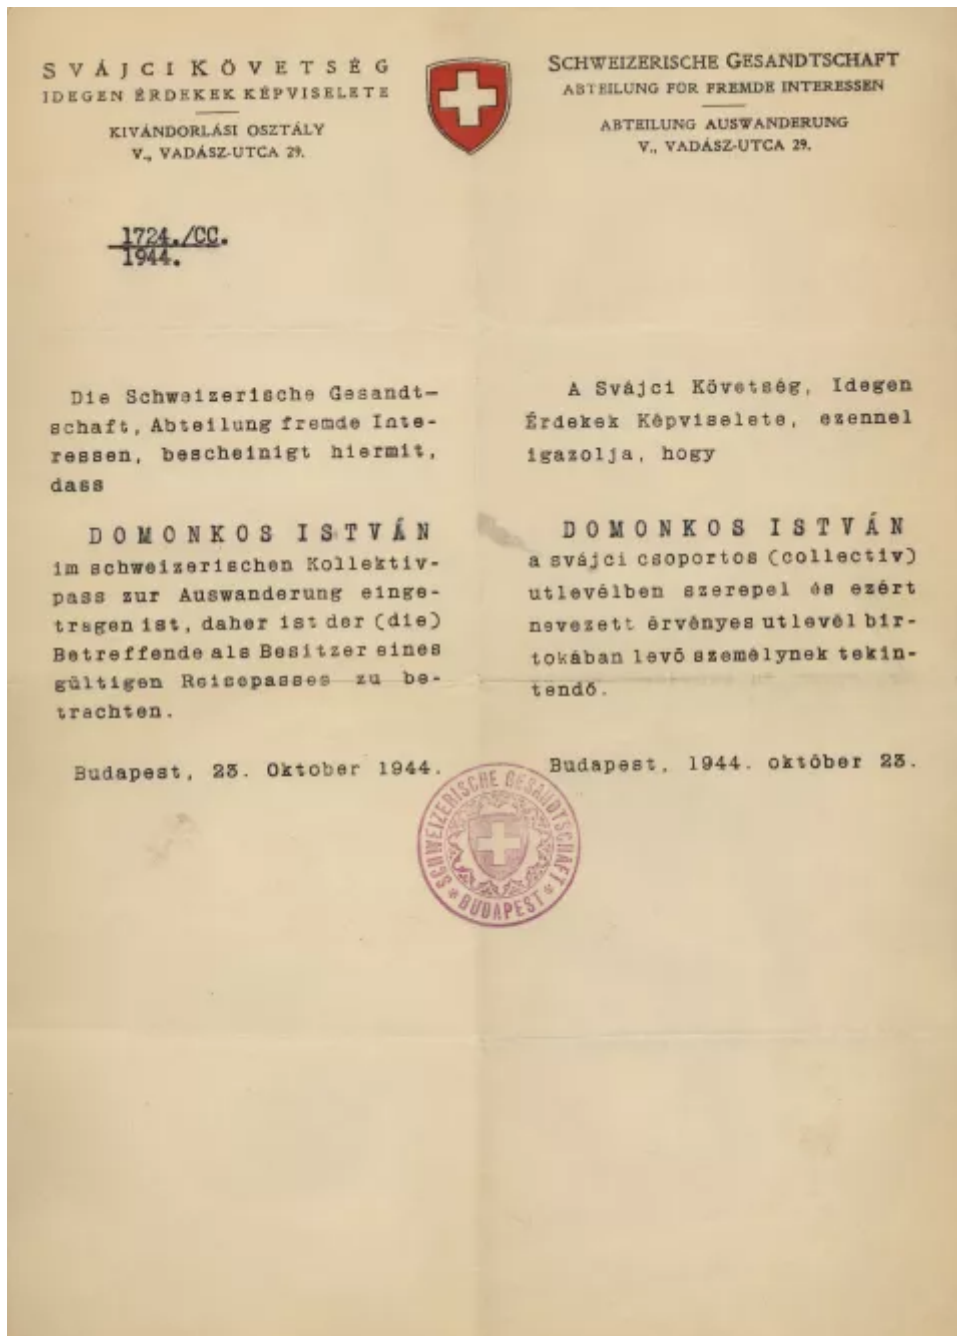 SVÁJCI KÖVETSÉG
IDEGEN ÉRDEKEK KÉPVISELETE
KIVÁNDORLÁSI OSZTÁLY
V., VADÁSZ-UTCA 29.
SCHWEIZERISCHE GESANDTSCHAFT
ABTEILUNG FÜR FREMDE INTERESSEN
ABTEILUNG AUSWANDERUNG
V., VADÁSZ-UTCA 29.
1724./CC.
1944.
Die Schweizerische Gesandt-
schaft, Abteilung fremde Inte-
ressen, bescheinigt hiermit,
dass
DOMONKOS ISTVÁN
im schweizerischen Kollektiv-
pass zur Auswanderung einge-
tragen ist, daher ist der (die)
Betreffende als Besitzer eines
gültigen Reisepasses zu be-
trachten.
Budapest, 23. Oktober 1944.
A Svájci Követség, Idegen
Érdekek Képviselete, ezennel
igazolja, hogy
DOMONKOS ISTVÁN
a svájci csoportos (collectiv)
utlevélben szerepel és ezért
nevezett érvényes utlevél bir-
tokában levő személynek tekin-
tendő.
Budapest, 1944. október 23.
SCHWEIZERISCHE GESANDTSCHAFT
* BUDAPEST *